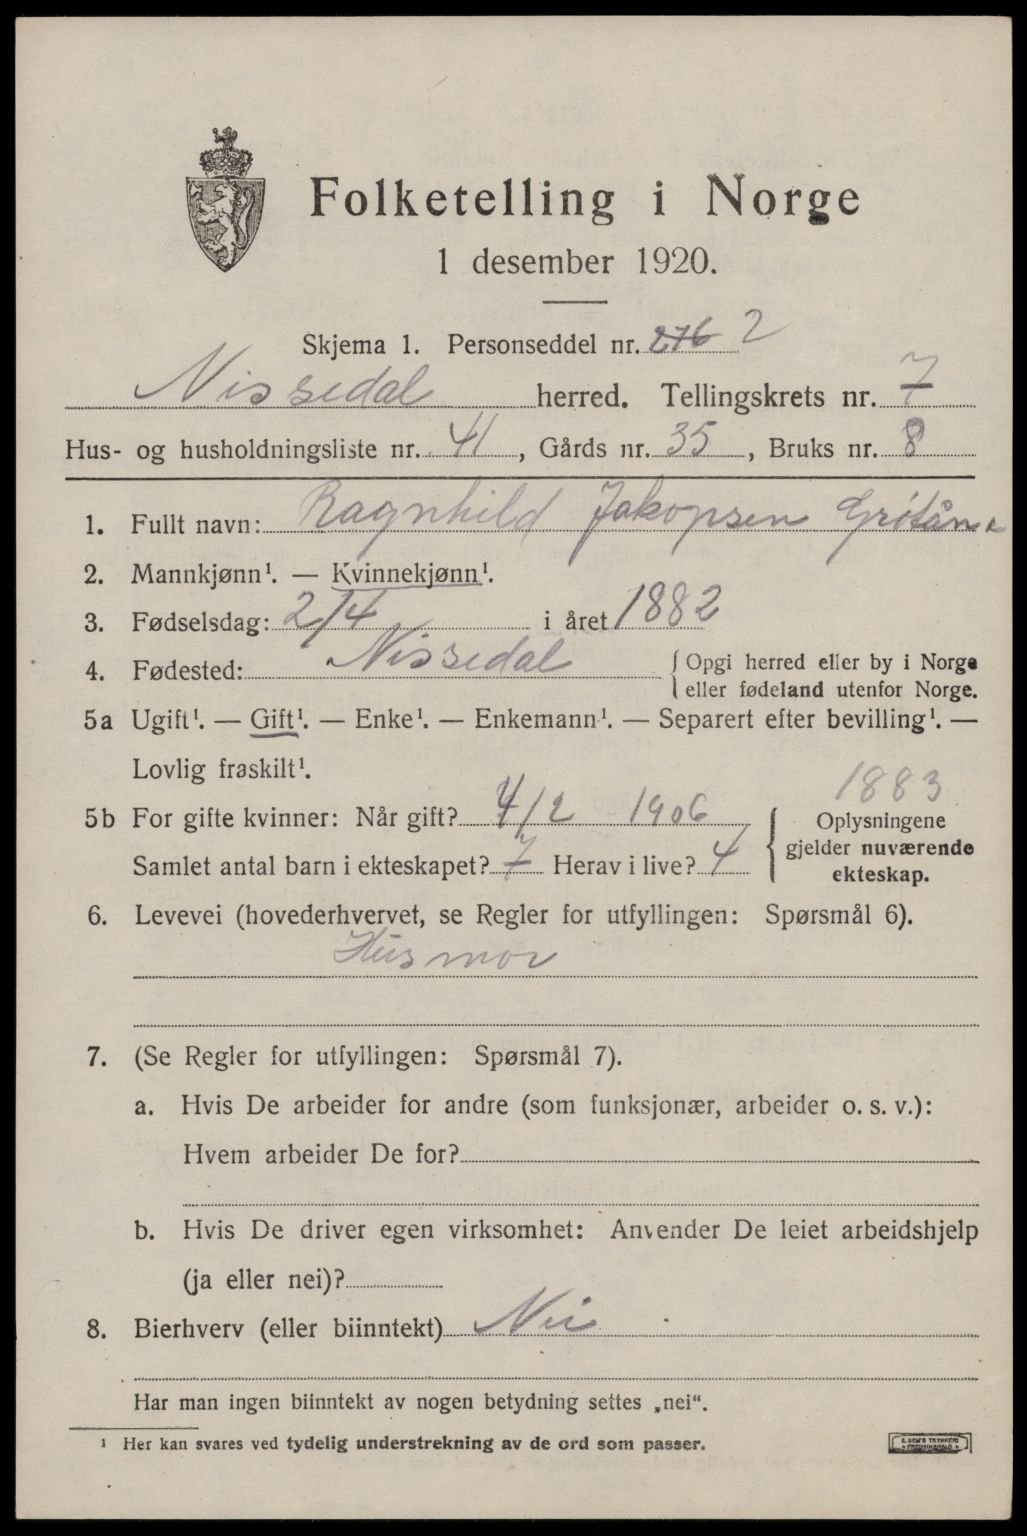 Folketelling i Norge
1 desember 1920.
Skjema 1. Personseddel nr. 276 2
Nissedal herred. Tellingskrets nr. 7
Hus- og husholdningsliste nr. 41, Gårds nr. 35, Bruks nr. 8
1. Fullt navn: Ragnhild Jakopsen Grótåne
2. Mannkjønn¹. — Kvinnekjønn¹.
3. Fødselsdag: 2/4 i året 1882
4. Fødested: Nissedal { Opgi herred eller by i Norge
eller fødeland utenfor Norge.
5a Ugift¹. — Gift¹. — Enke¹. — Enkemann¹. — Separert efter bevilling¹. —
Lovlig fraskilt¹.
1883
5b For gifte kvinner: Når gift? 4/2 1906 { Oplysningene
gjelder nuværende
ekteskap.
Samlet antal barn i ekteskapet? 7 Herav i live? 4
6. Levevei (hovederhvervet, se Regler for utfyllingen: Spørsmål 6).
Husmor
7. (Se Regler for utfyllingen: Spørsmål 7).
a. Hvis De arbeider for andre (som funksjonær, arbeider o. s. v.):
Hvem arbeider De for?
b. Hvis De driver egen virksomhet: Anvender De leiet arbeidshjelp
(ja eller nei)?
8. Bierhverv (eller biinntekt) Nei
Har man ingen biinntekt av nogen betydning settes „nei“.
¹ Her kan svares ved tydelig understrekning av de ord som passer.